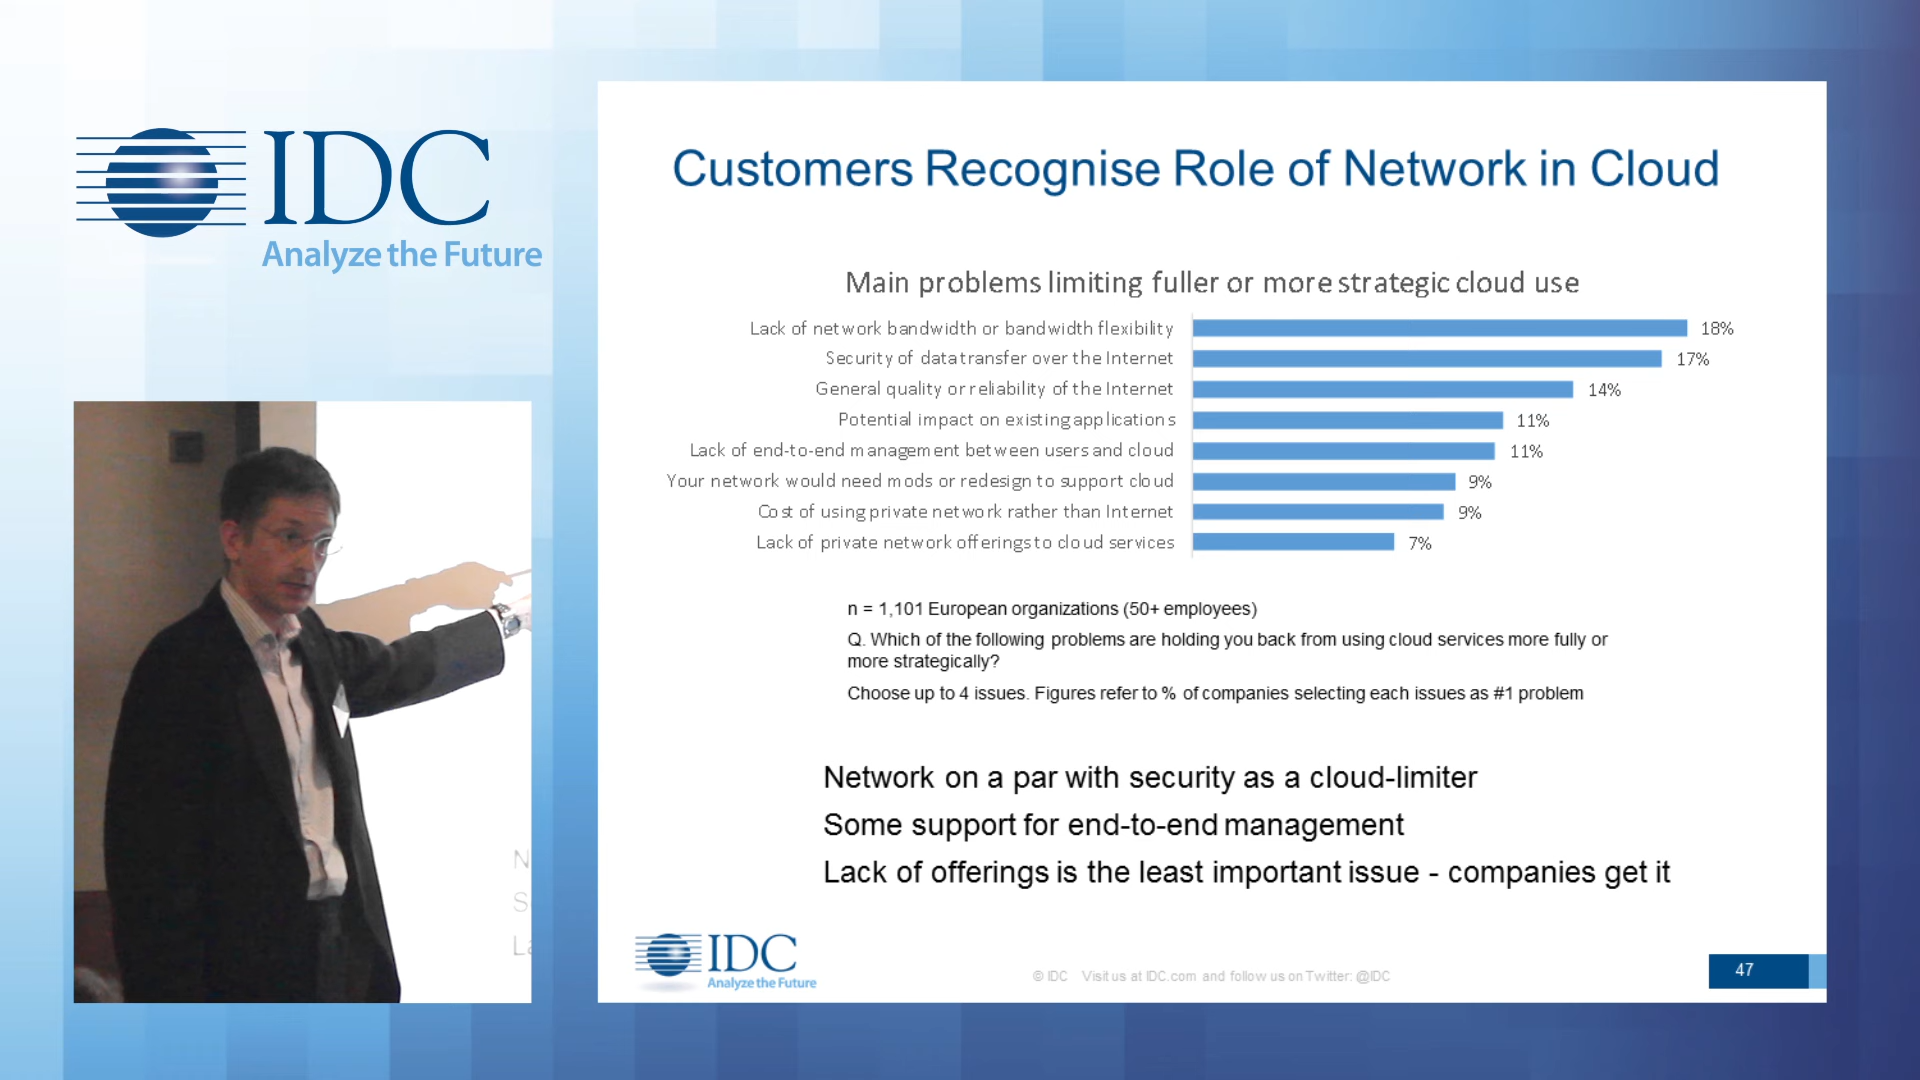 IDC
Analyze the Future
Customers Recognise Role of Network in Cloud
Main problems limiting fuller or more strategic cloud use
Lack of network bandwidth or bandwidth flexibility 18%
Security of data transfer over the Internet 17%
General quality or reliability of the Internet 14%
Potential impact on existing applications 11%
Lack of end-to-end management between users and cloud 11%
Your network would need mods or redesign to support cloud 9%
Cost of using private network rather than Internet 9%
Lack of private network offerings to cloud services 7%
n = 1,101 European organizations (50+ employees)
Q. Which of the following problems are holding you back from using cloud services more fully or
more strategically?
Choose up to 4 issues. Figures refer to % of companies selecting each issues as #1 problem
Network on a par with security as a cloud-limiter
Some support for end-to-end management
Lack of offerings is the least important issue - companies get it
IDC
Analyze the Future
© IDC Visit us at IDC.com and follow us on Twitter: @IDC
47
N
S
La